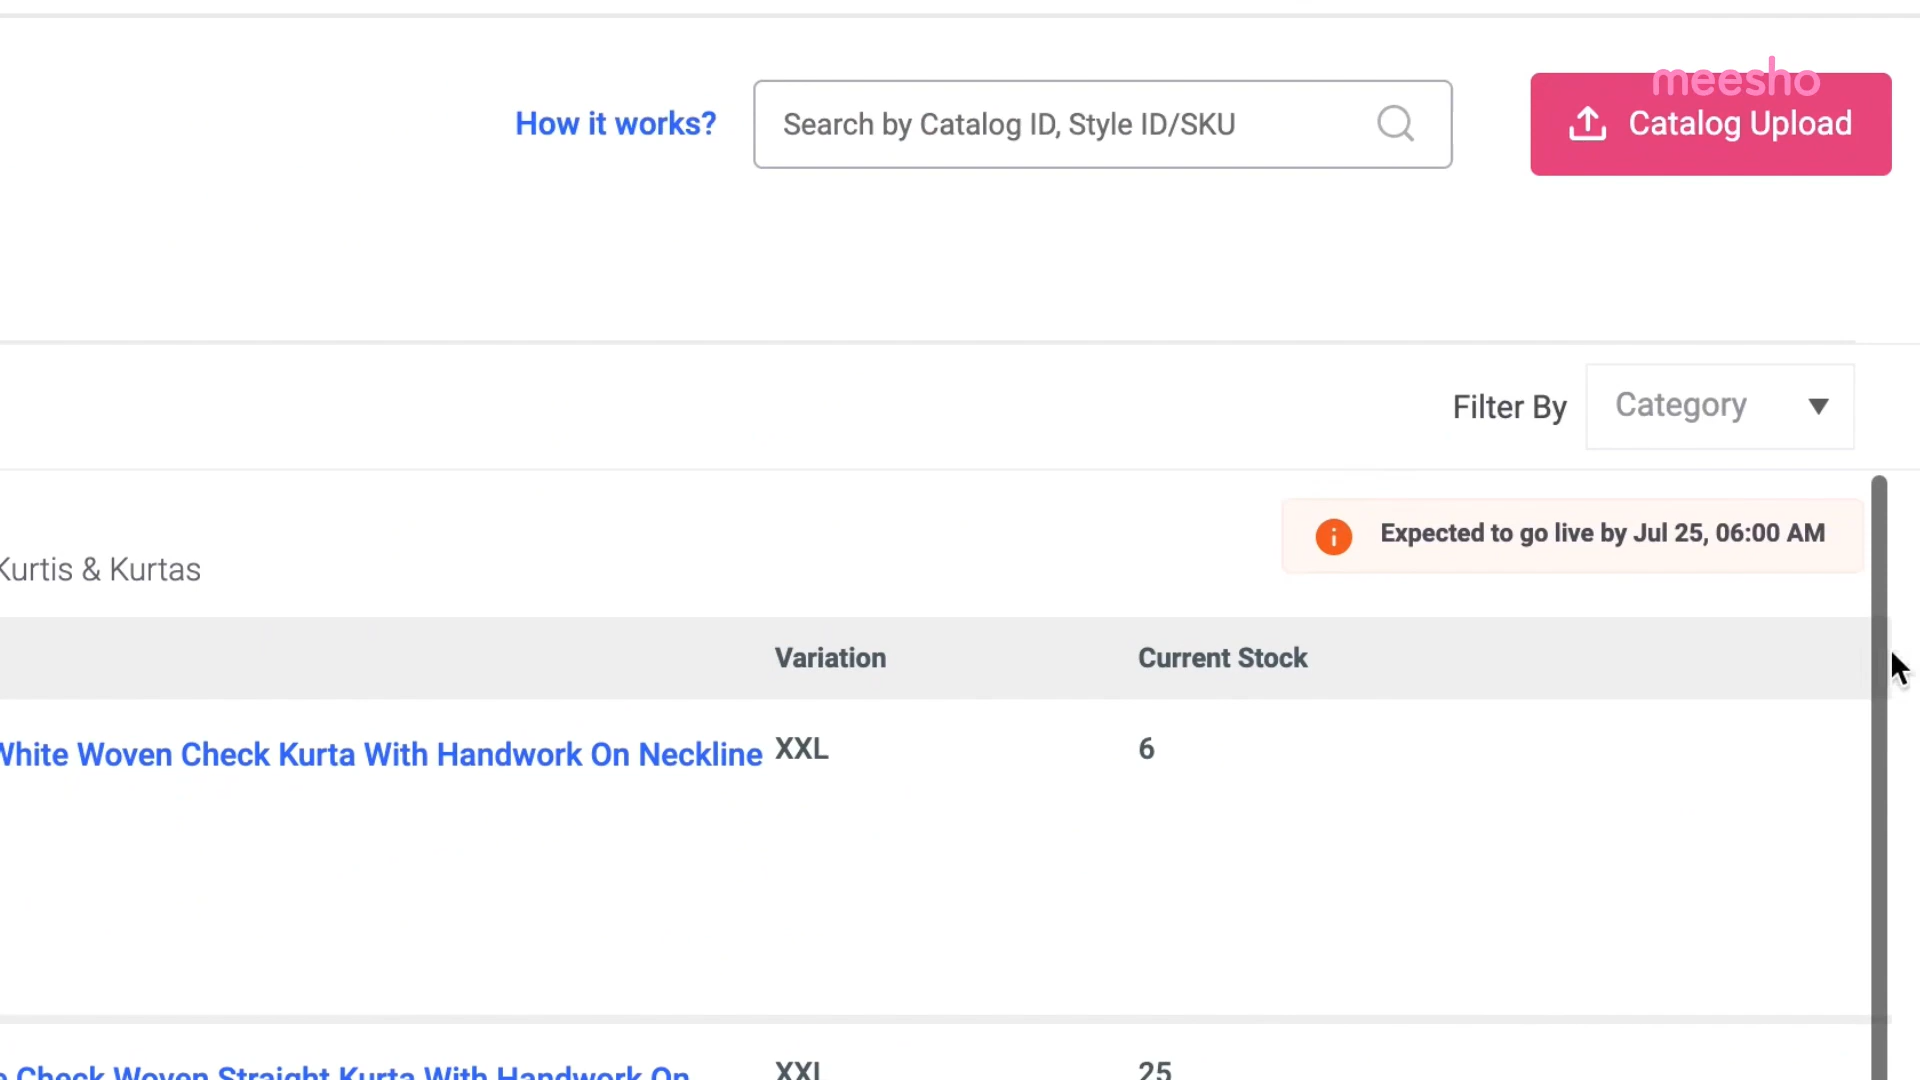 meesho
How it works?
Search by Catalog ID, Style ID/SKU
Catalog Upload
Filter By
Category
Expected to go live by Jul 25, 06:00 AM
Kurtis & Kurtas
Variation
Current Stock
White Woven Check Kurta With Handwork On Neckline
XXL
6
Check Woven Straight Kurta With Handwork On
XXL
25